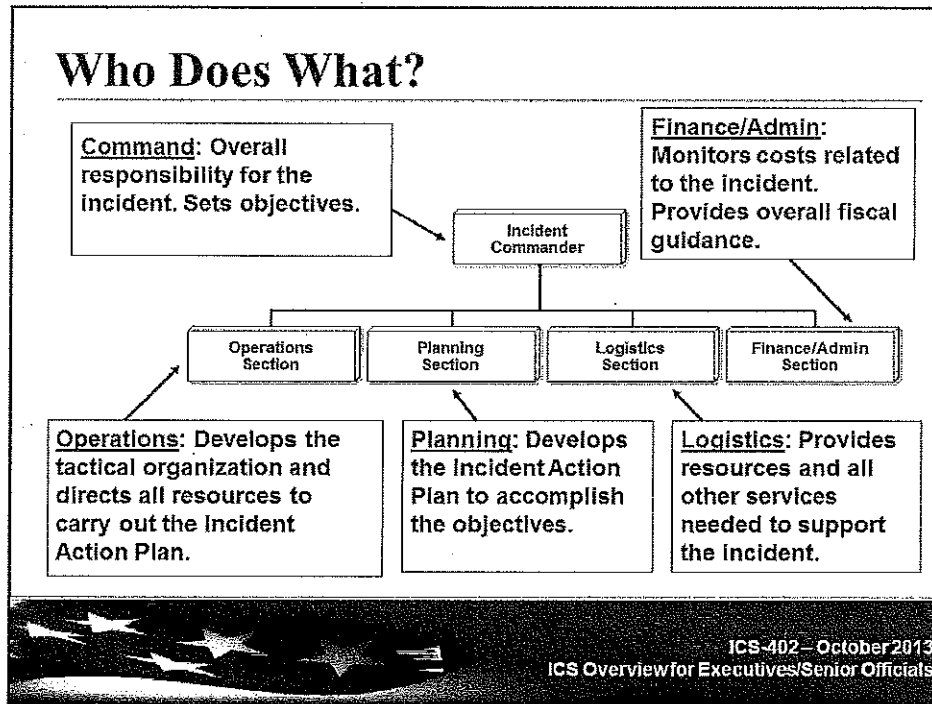 Who Does What?
Command: Overall
responsibility for the
incident. Sets objectives.
Finance/Admin:
Monitors costs related
to the incident.
Provides overall fiscal
guidance.
Incident
Commander
Operations
Section
Planning
Section
Logistics
Section
Finance/Admin
Section
Operations: Develops the
tactical organization and
directs all resources to
carry out the Incident
Action Plan.
Planning: Develops
the Incident Action
Plan to accomplish
the objectives.
Logistics: Provides
resources and all
other services
needed to support
the incident.
ICS-402 – October 2013
ICS Overview for Executives/Senior Officials